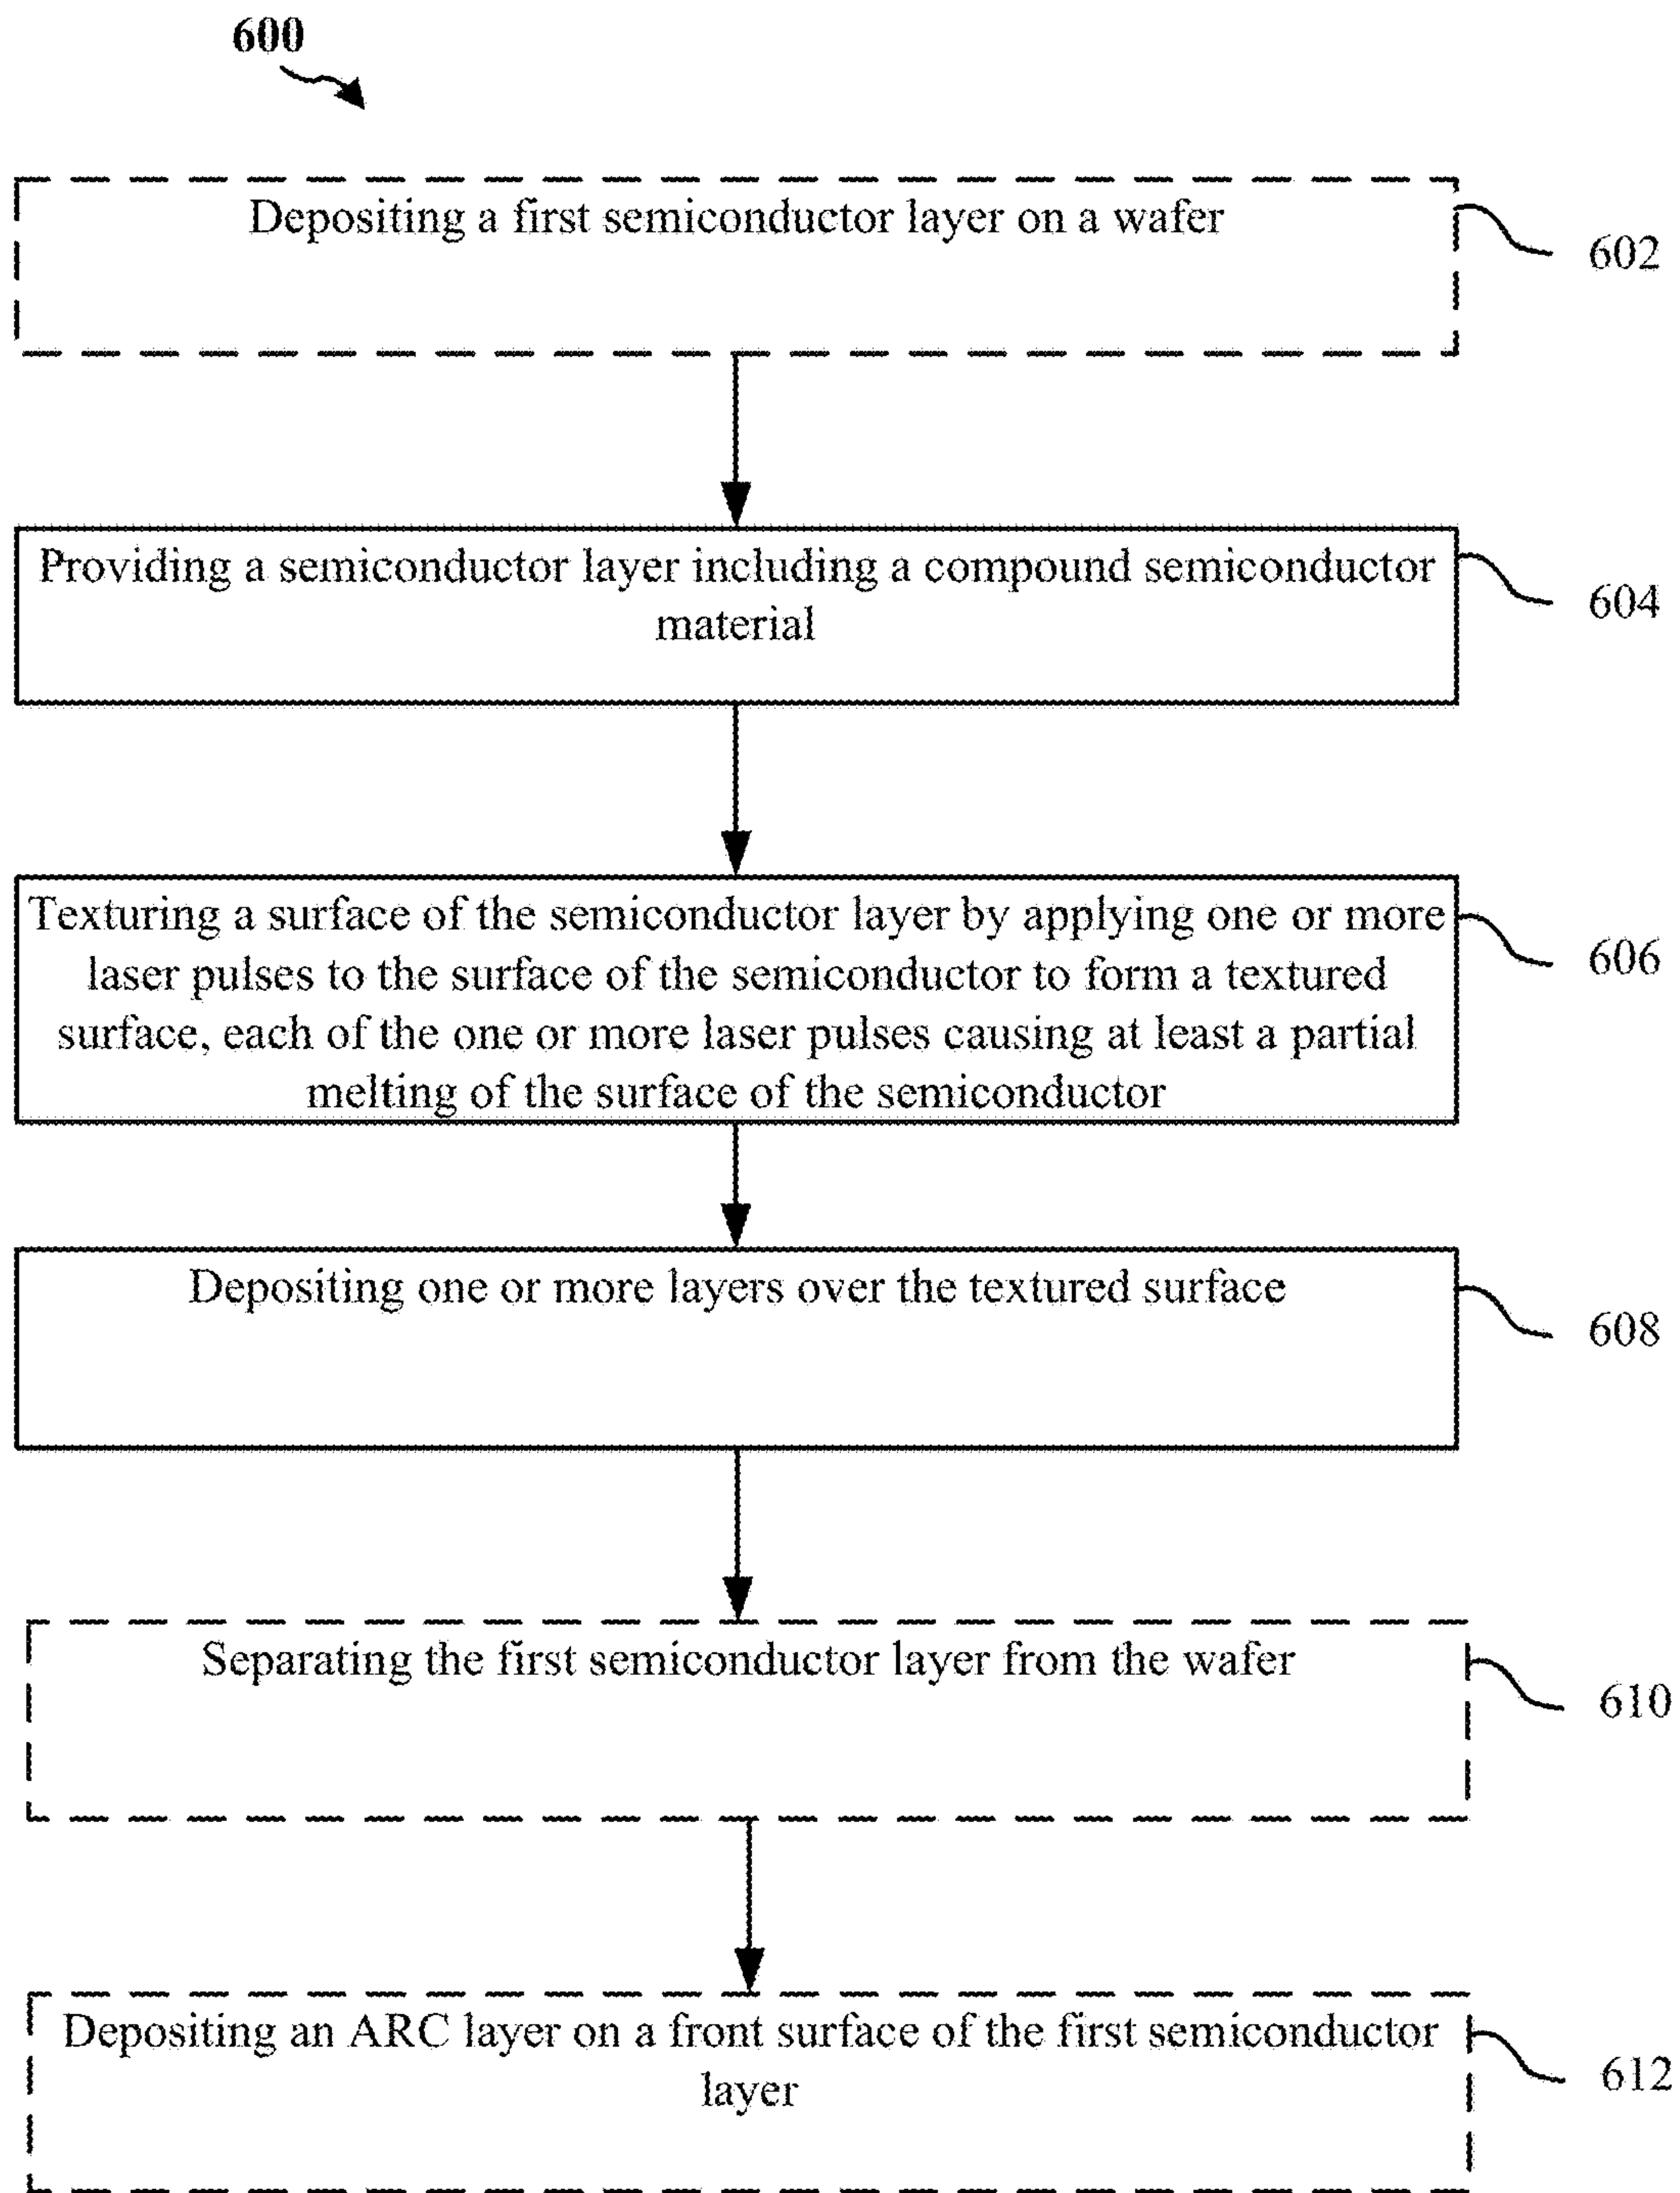 600
Depositing a first semiconductor layer on a wafer
602
Providing a semiconductor layer including a compound semiconductor
material
604
Texturing a surface of the semiconductor layer by applying one or more
laser pulses to the surface of the semiconductor to form a textured
surface, each of the one or more laser pulses causing at least a partial
melting of the surface of the semiconductor
606
Depositing one or more layers over the textured surface
608
Separating the first semiconductor layer from the wafer
610
Depositing an ARC layer on a front surface of the first semiconductor
layer
612